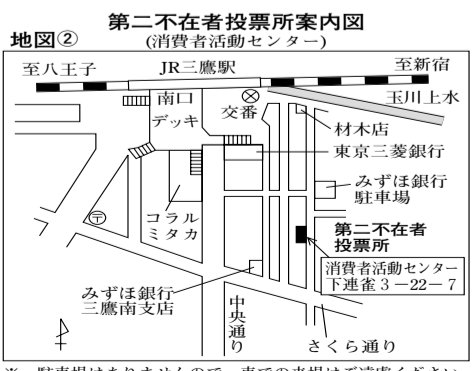 第二不在者投票所案内図
地図②
(消費者活動センター)
至八王子
JR三鷹駅
至新宿
南口
デッキ
交番
玉川上水
材木店
東京三菱銀行
みずほ銀行
駐車場
コラル
ミタカ
第二不在者
投票所
消費者活動センター
下連雀3－22－7
みずほ銀行
三鷹南支店
中央通り
さくら通り
※ 駐車場はありませんので、車での来場はご遠慮ください